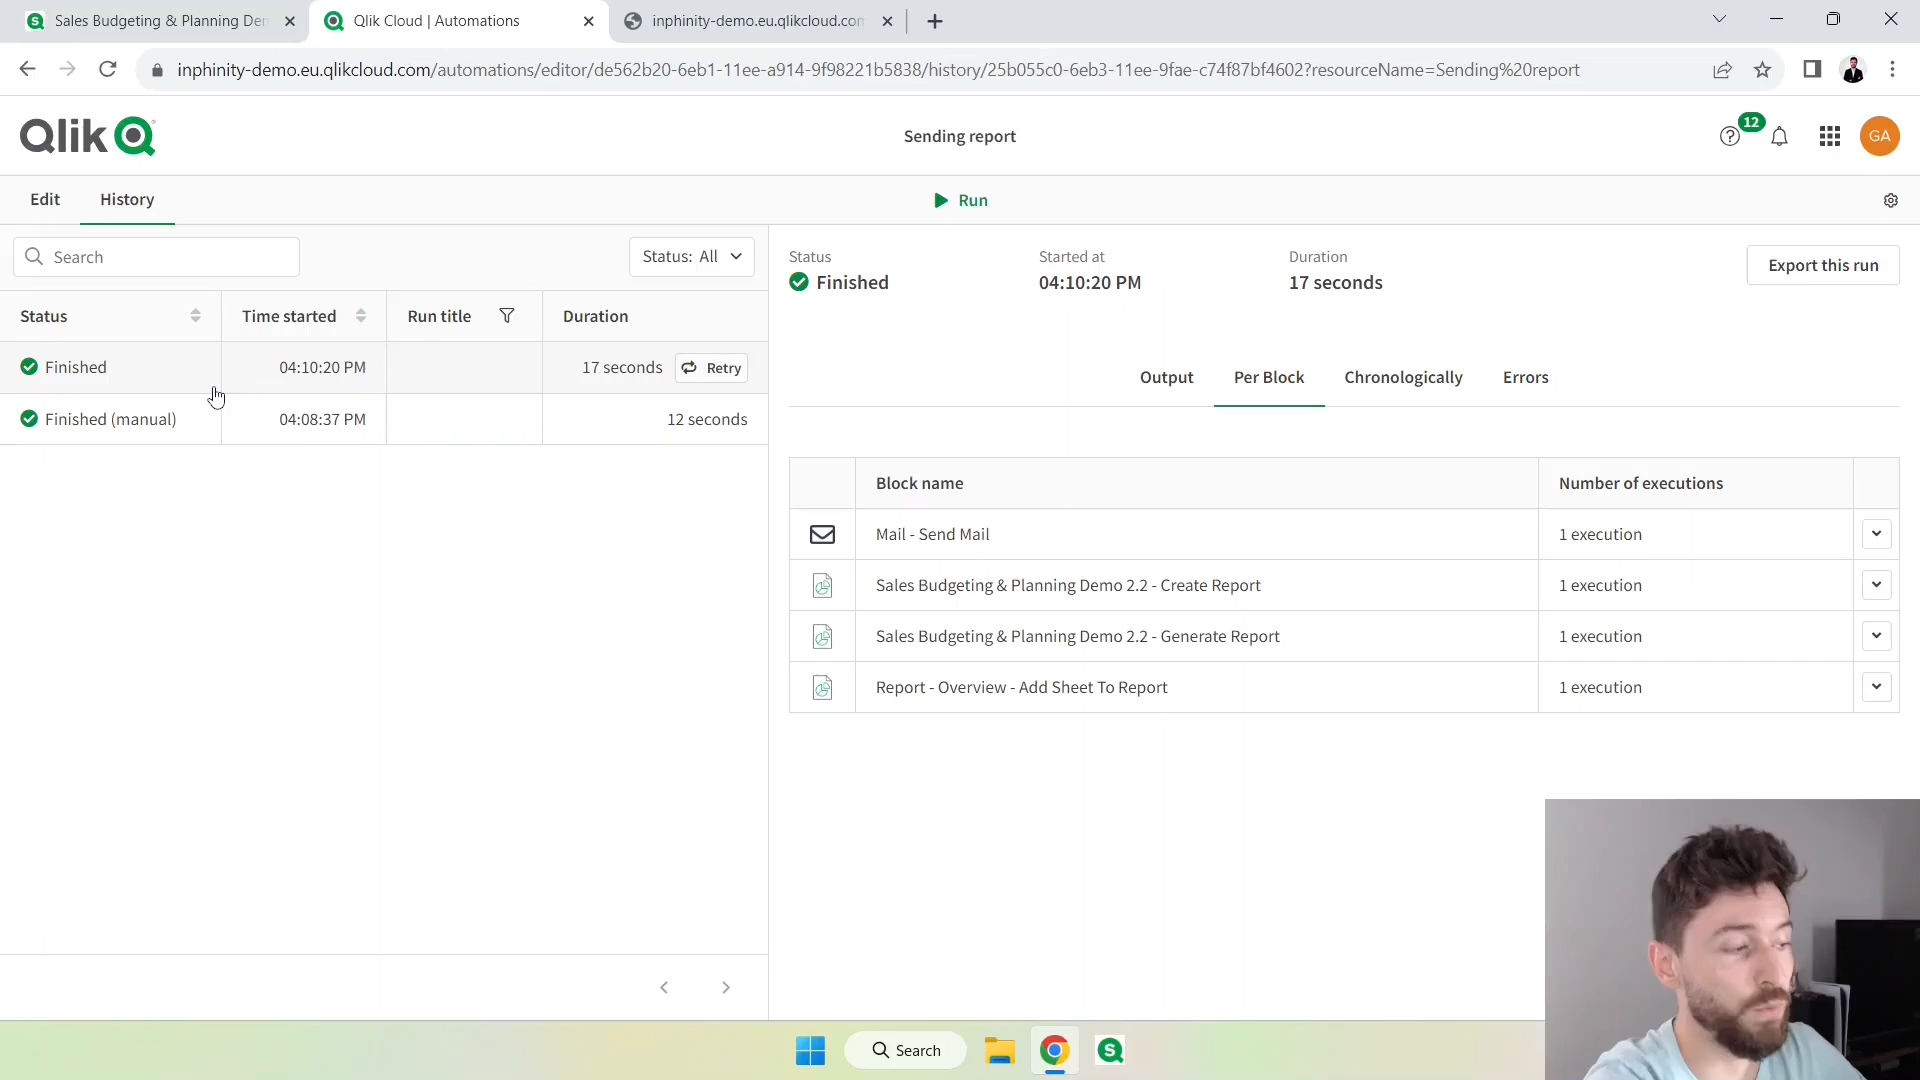 Sales Budgeting & Planning Der
Qlik Cloud | Automations
inphinity-demo.eu.qlikcloud.com
inphinity-demo.eu.qlikcloud.com/automations/editor/de562b20-6eb1-11ee-a914-9f98221b5838/history/25b055c0-6eb3-11ee-9fae-c74f87bf4602?resourceName=Sending%20report
Qlik
Sending report
12
GA
Edit
History
Run
Search
Status: All
Status
Time started
Run title
Duration
Finished
04:10:20 PM
17 seconds
Retry
Finished (manual)
04:08:37 PM
12 seconds
Status
Started at
Duration
Finished
04:10:20 PM
17 seconds
Export this run
Output
Per Block
Chronologically
Errors
Block name
Number of executions
Mail - Send Mail
1 execution
Sales Budgeting & Planning Demo 2.2 - Create Report
1 execution
Sales Budgeting & Planning Demo 2.2 - Generate Report
1 execution
Report - Overview - Add Sheet To Report
1 execution
Search